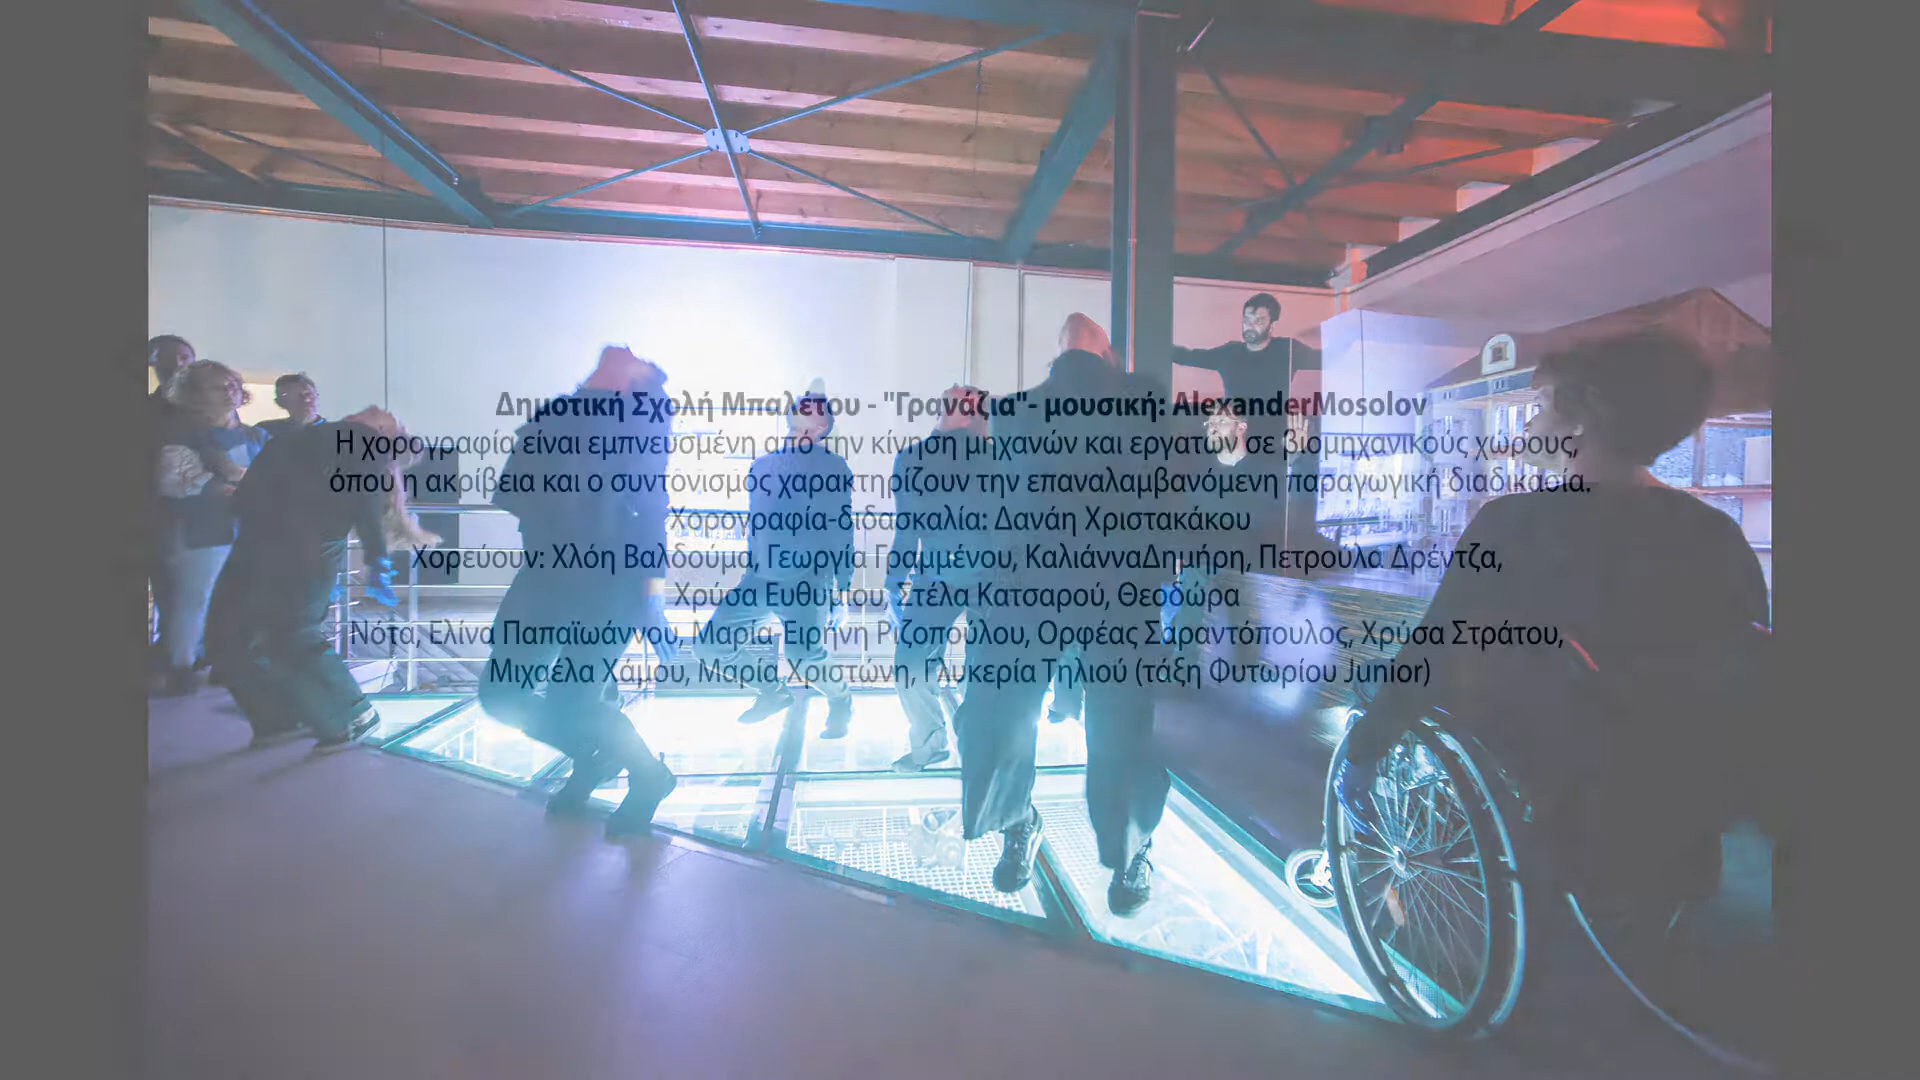 Δημοτική Σχολή Μπαλέτου - "Γρανάζια"- μουσική: AlexanderMosolov
Η χορογραφία είναι εμπνευσμένη από την κίνηση μηχανών και εργατών σε βιομηχανικούς χώρους,
όπου η ακρίβεια και ο συντονισμός χαρακτηρίζουν την επαναλαμβανόμενη παραγωγική διαδικασία.
Χορογραφία-διδασκαλία: Δανάη Χριστακάκου
Χορεύουν: Χλόη Βαλδούμα, Γεωργία Γραμμένου, ΚαλιάνναΔημήρη, Πετρούλα Δρέντζα,
Χρύσα Ευθυμίου, Στέλα Κατσαρού, Θεοδώρα
Νότα, Ελίνα Παπαϊωάννου, Μαρία-Ειρήνη Ριζοπούλου, Ορφέας Σαραντόπουλος, Χρύσα Στράτου,
Μιχαέλα Χάμου, Μαρία Χριστώνη, Γλυκερία Τηλιού (τάξη Φυτωρίου Junior)